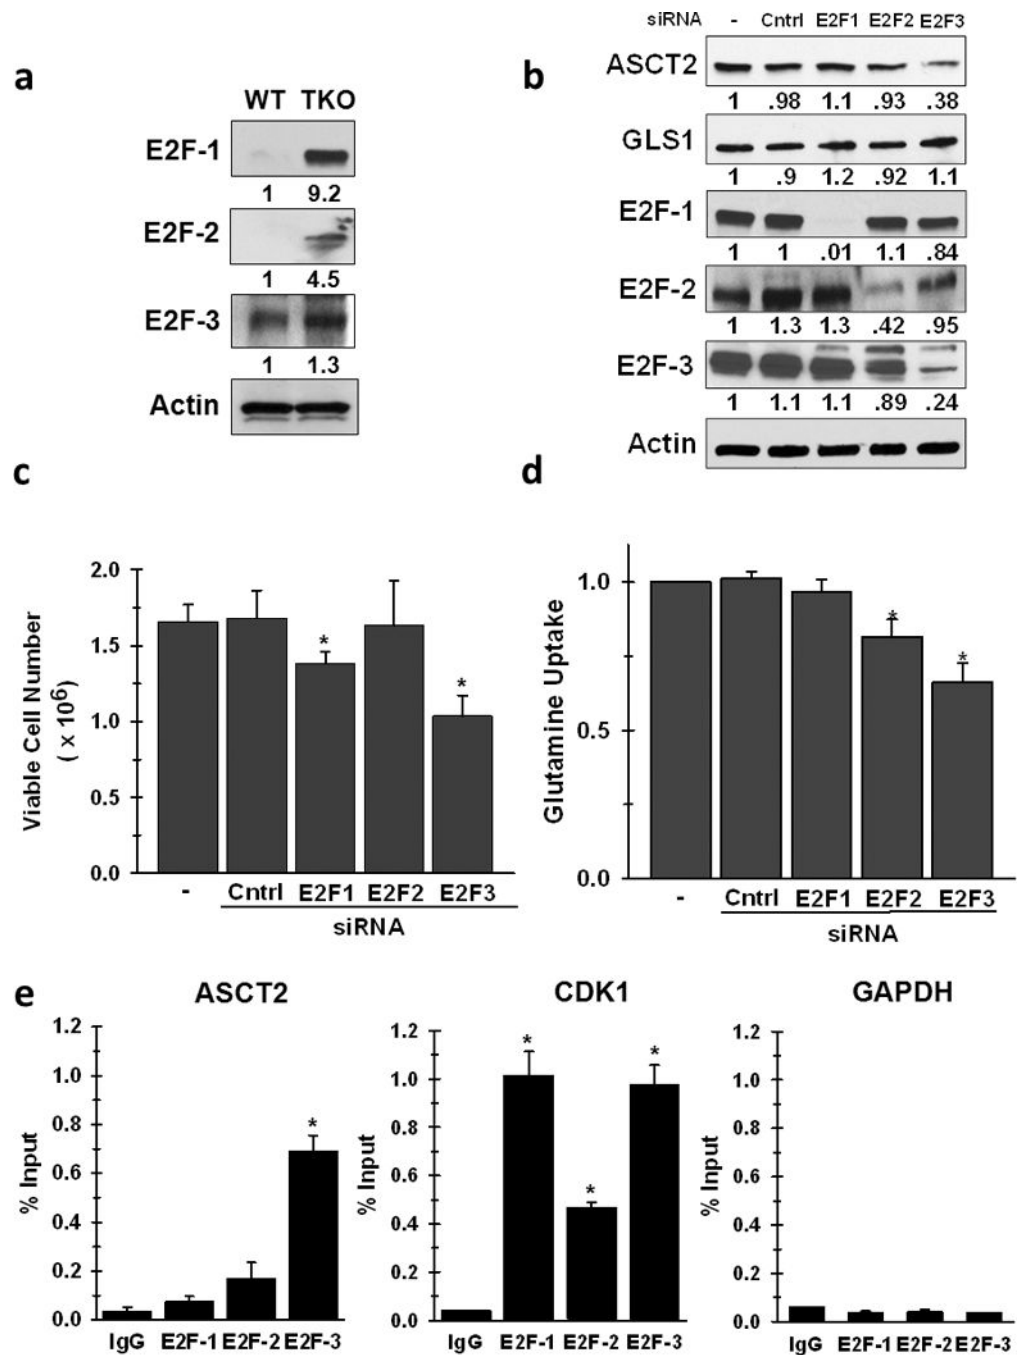 a
WT TKO
E2F-1
1 9.2
E2F-2
1 4.5
E2F-3
1 1.3
Actin
b
siRNA - Cntrl E2F1 E2F2 E2F3
ASCT2
1 .98 1.1 .93 .38
GLS1
1 .9 1.2 .92 1.1
E2F-1
1 1 .01 1.1 .84
E2F-2
1 1.3 1.3 .42 .95
E2F-3
1 1.1 1.1 .89 .24
Actin
c
Viable Cell Number
( x 10⁶)
2.0
1.5
1.0
0.5
0.0
* *
- Cntrl E2F1 E2F2 E2F3
siRNA
d
Glutamine Uptake
1.0
0.5
0.0
* *
- Cntrl E2F1 E2F2 E2F3
siRNA
e
ASCT2
% Input
1.2
1.0
0.8
0.6
0.4
0.2
0.0
*
IgG E2F-1 E2F-2 E2F-3
CDK1
% Input
1.2
1.0
0.8
0.6
0.4
0.2
0.0
* * *
IgG E2F-1 E2F-2 E2F-3
GAPDH
% Input
1.2
1.0
0.8
0.6
0.4
0.2
0.0
IgG E2F-1 E2F-2 E2F-3